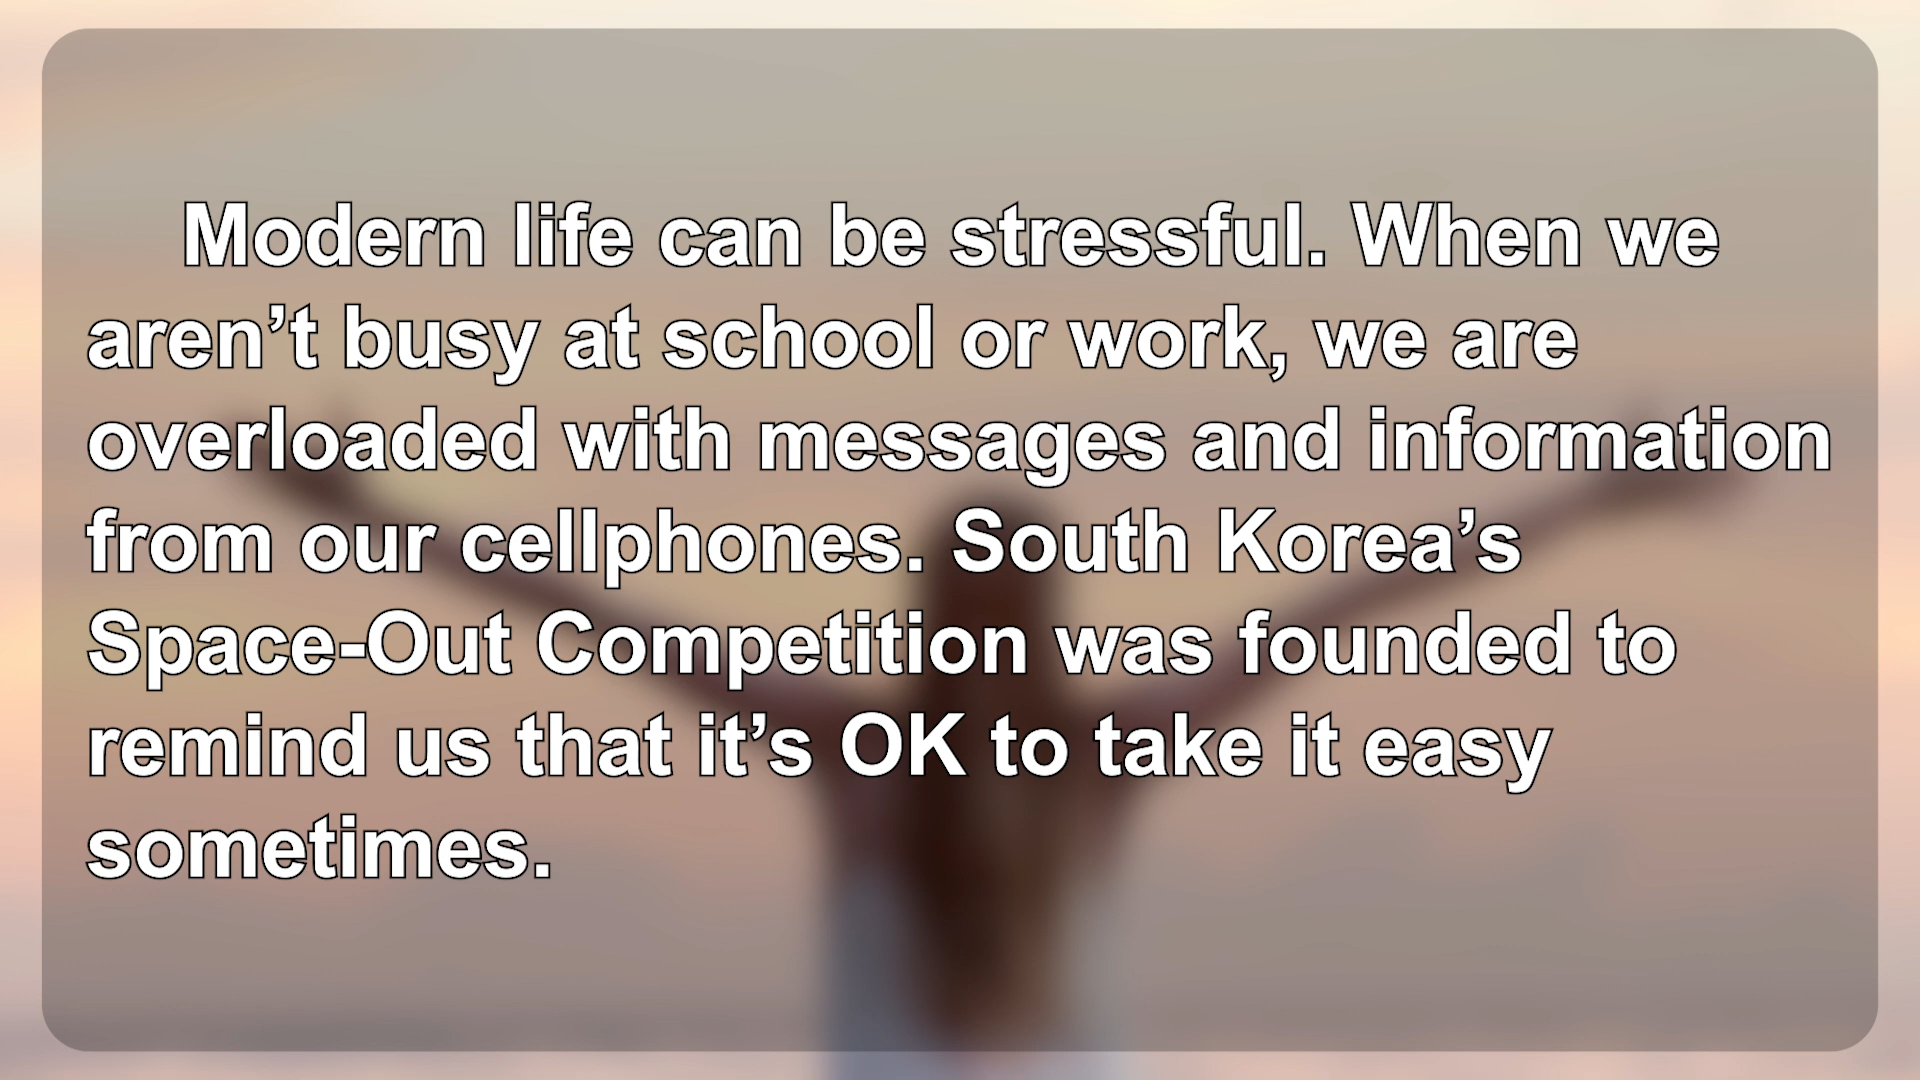 Modern life can be stressful. When we
aren’t busy at school or work, we are
overloaded with messages and information
from our cellphones. South Korea’s
Space-Out Competition was founded to
remind us that it’s OK to take it easy
sometimes.